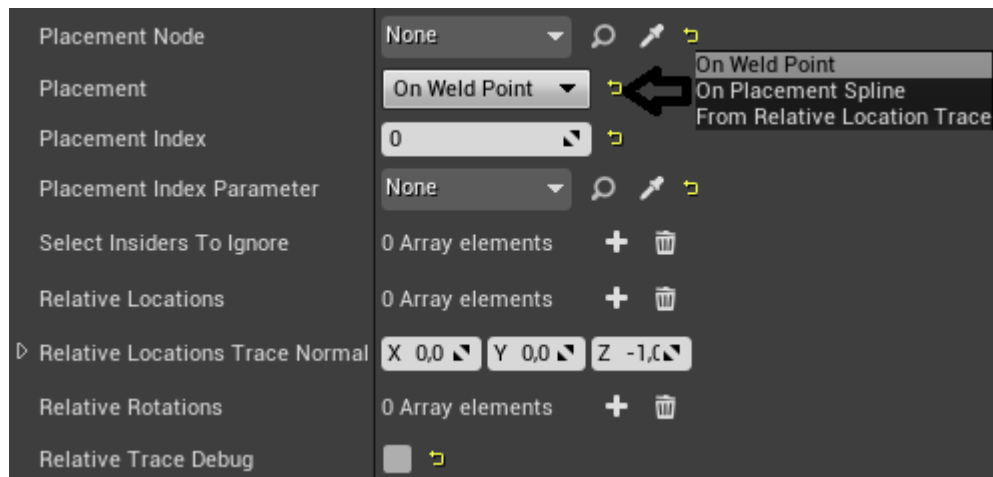 Placement Node None
On Weld Point
Placement On Weld Point On Placement Spline
From Relative Location Trace
Placement Index 0
Placement Index Parameter None
Select Insiders To Ignore 0 Array elements
Relative Locations 0 Array elements
Relative Locations Trace Normal X 0,0 Y 0,0 Z -1,0
Relative Rotations 0 Array elements
Relative Trace Debug